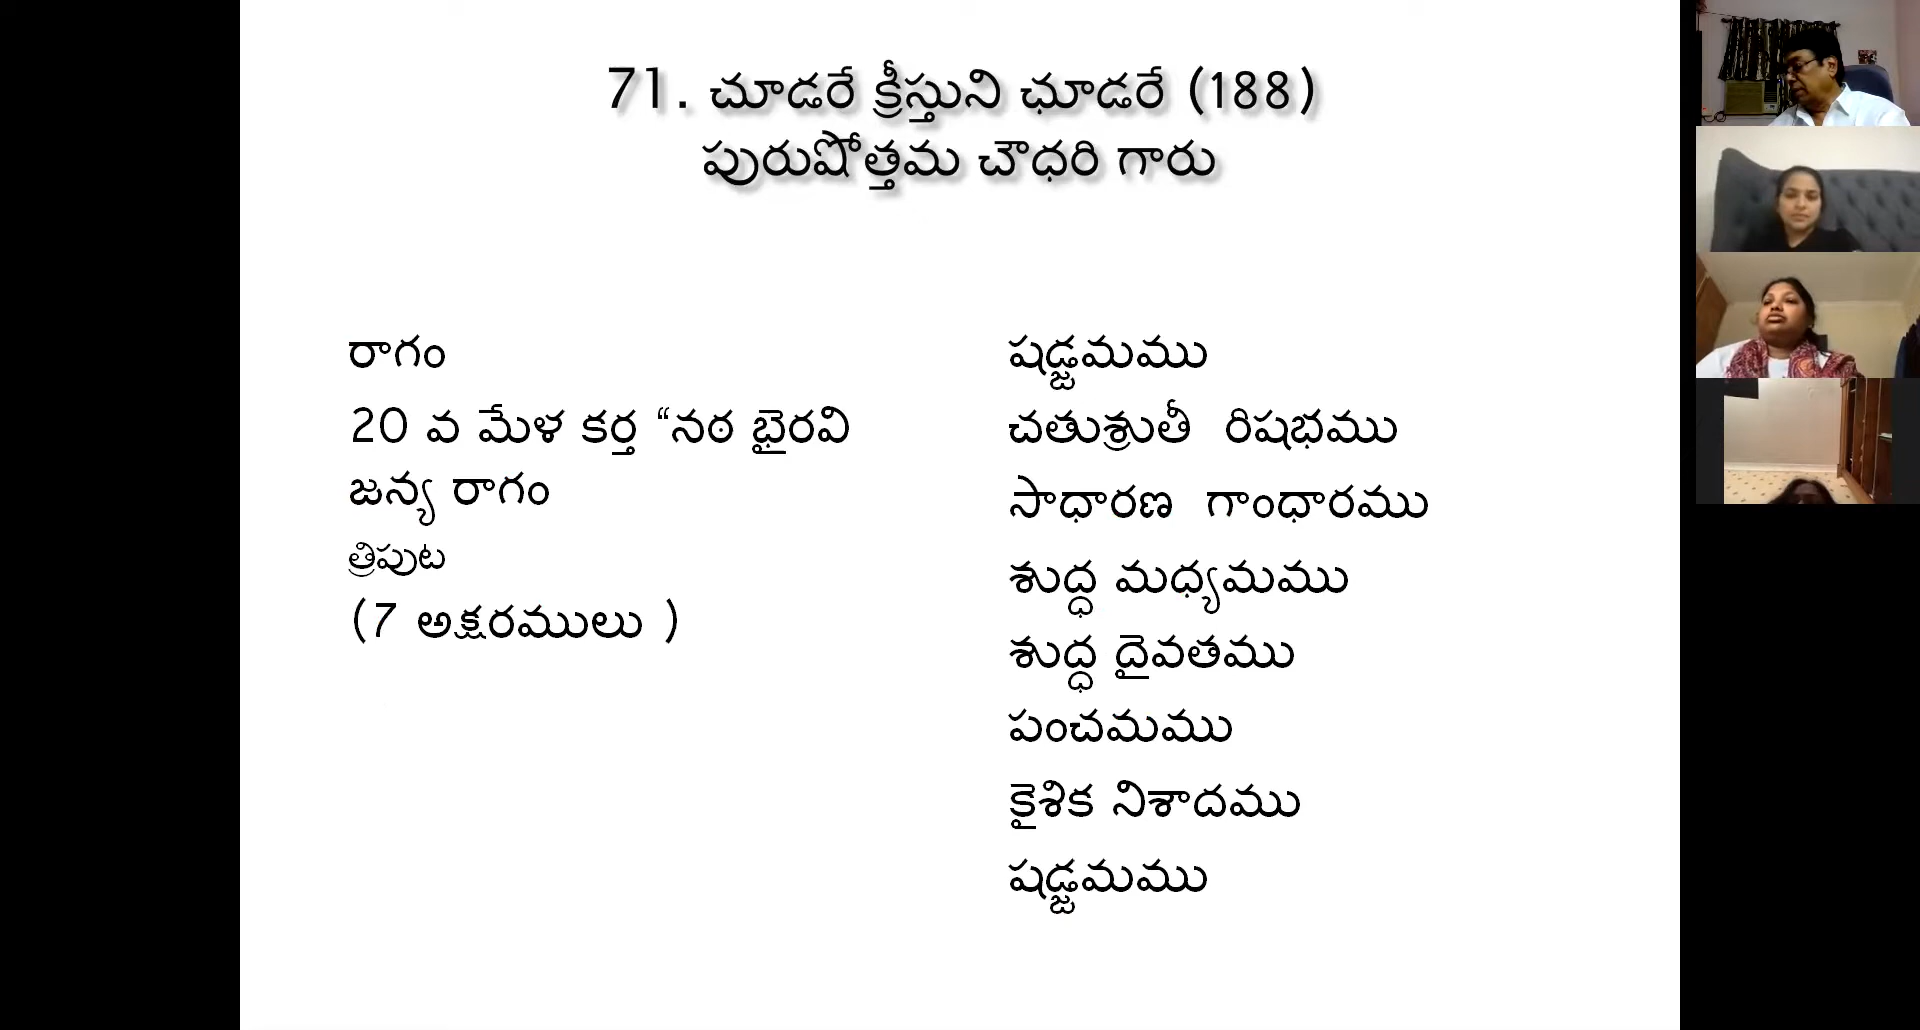 71. చూడరే క్రీస్తుని ఛూడరే (188)
పురుషోత్తమ చౌధరి గారు
రాగం
20 వ మేళ కర్త “నఠ భైరవి
జన్య రాగం
త్రిపుట
(7 అక్షరములు )
షడ్జమము
చతుశ్రుతీ రిషభము
సాధారణ గాంధారము
శుద్ధ మధ్యమము
శుద్ధ దైవతము
పంచమము
కైశిక నిశాదము
షడ్జమము